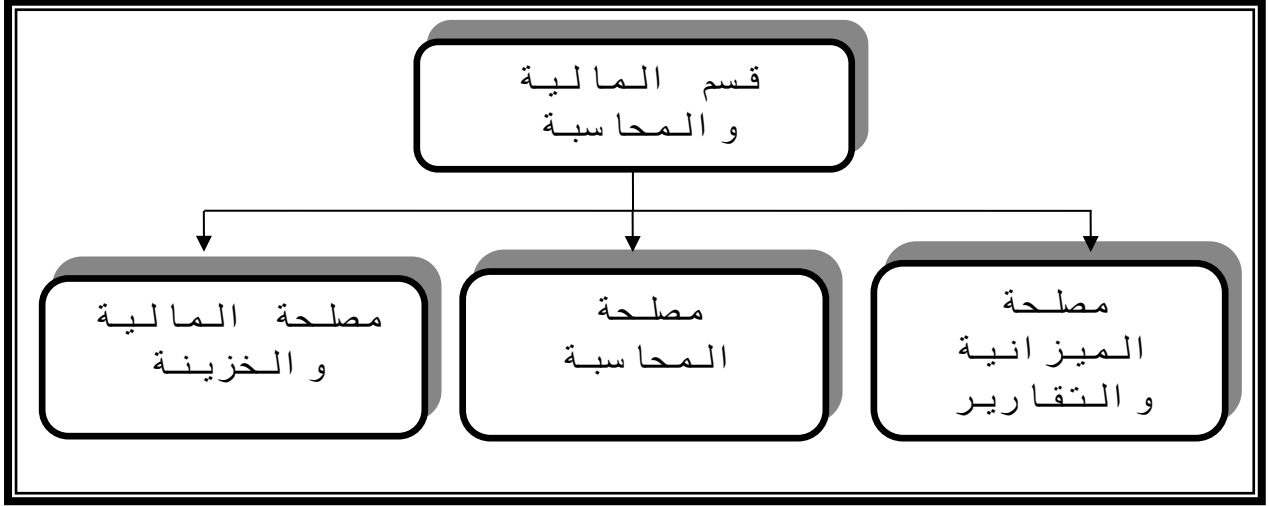 قسم المالية
والمحاسبة
مصلحة
الميزانية
والتقارير
مصلحة
المحاسبة
مصلحة المالية
والخزينة